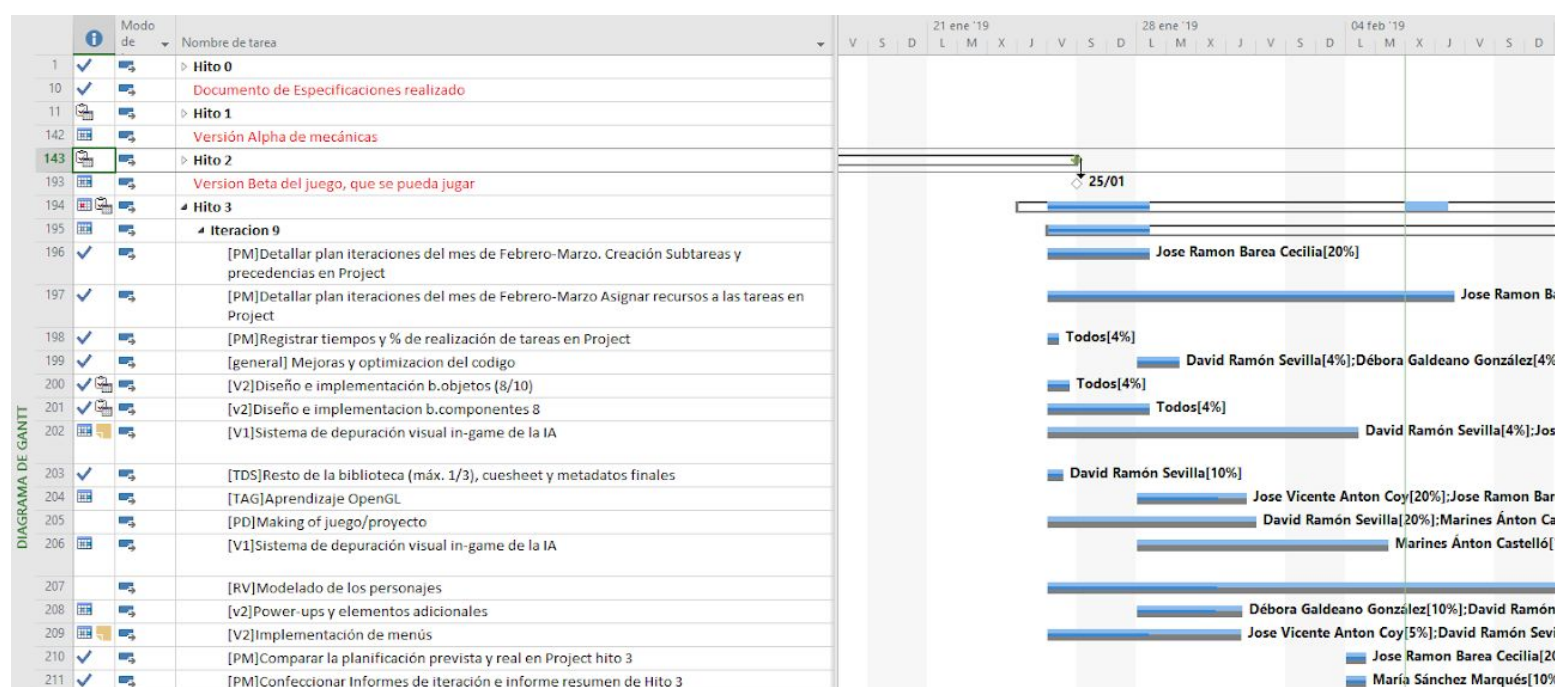 Modo
de
Nombre de tarea
21 ene '19
28 ene '19
04 feb '19
V S D L M X J V S D L M X J V S D L M X J V S D
1 Hito 0
10 Documento de Especificaciones realizado
11 Hito 1
142 Versión Alpha de mecánicas
143 Hito 2
193 Version Beta del juego, que se pueda jugar
25/01
194 Hito 3
195 Iteracion 9
196 [PM]Detallar plan iteraciones del mes de Febrero-Marzo. Creación Subtareas y
precedencias en Project
Jose Ramon Barea Cecilia[20%]
197 [PM]Detallar plan iteraciones del mes de Febrero-Marzo Asignar recursos a las tareas en
Project
Jose Ramon Ba
198 [PM]Registrar tiempos y % de realización de tareas en Project
Todos[4%]
199 [general] Mejoras y optimizacion del codigo
David Ramón Sevilla[4%];Débora Galdeano González[4%
200 [V2]Diseño e implementación b.objetos (8/10)
Todos[4%]
201 [v2]Diseño e implementacion b.componentes 8
Todos[4%]
202 [V1]Sistema de depuración visual in-game de la IA
David Ramón Sevilla[4%];Jos
203 [TDS]Resto de la biblioteca (máx. 1/3), cuesheet y metadatos finales
David Ramón Sevilla[10%]
204 [TAG]Aprendizaje OpenGL
Jose Vicente Anton Coy[20%];Jose Ramon Bar
205 [PD]Making of juego/proyecto
David Ramón Sevilla[20%];Marines Ánton Ca
206 [V1]Sistema de depuración visual in-game de la IA
Marines Ánton Castelló[
207 [RV]Modelado de los personajes
208 [v2]Power-ups y elementos adicionales
Débora Galdeano González[10%];David Ramón
209 [V2]Implementación de menús
Jose Vicente Anton Coy[5%];David Ramón Sevi
210 [PM]Comparar la planificación prevista y real en Project hito 3
Jose Ramon Barea Cecilia[20
211 [PM]Confeccionar Informes de iteración e informe resumen de Hito 3
María Sánchez Marqués[10%
DIAGRAMA DE GANTT